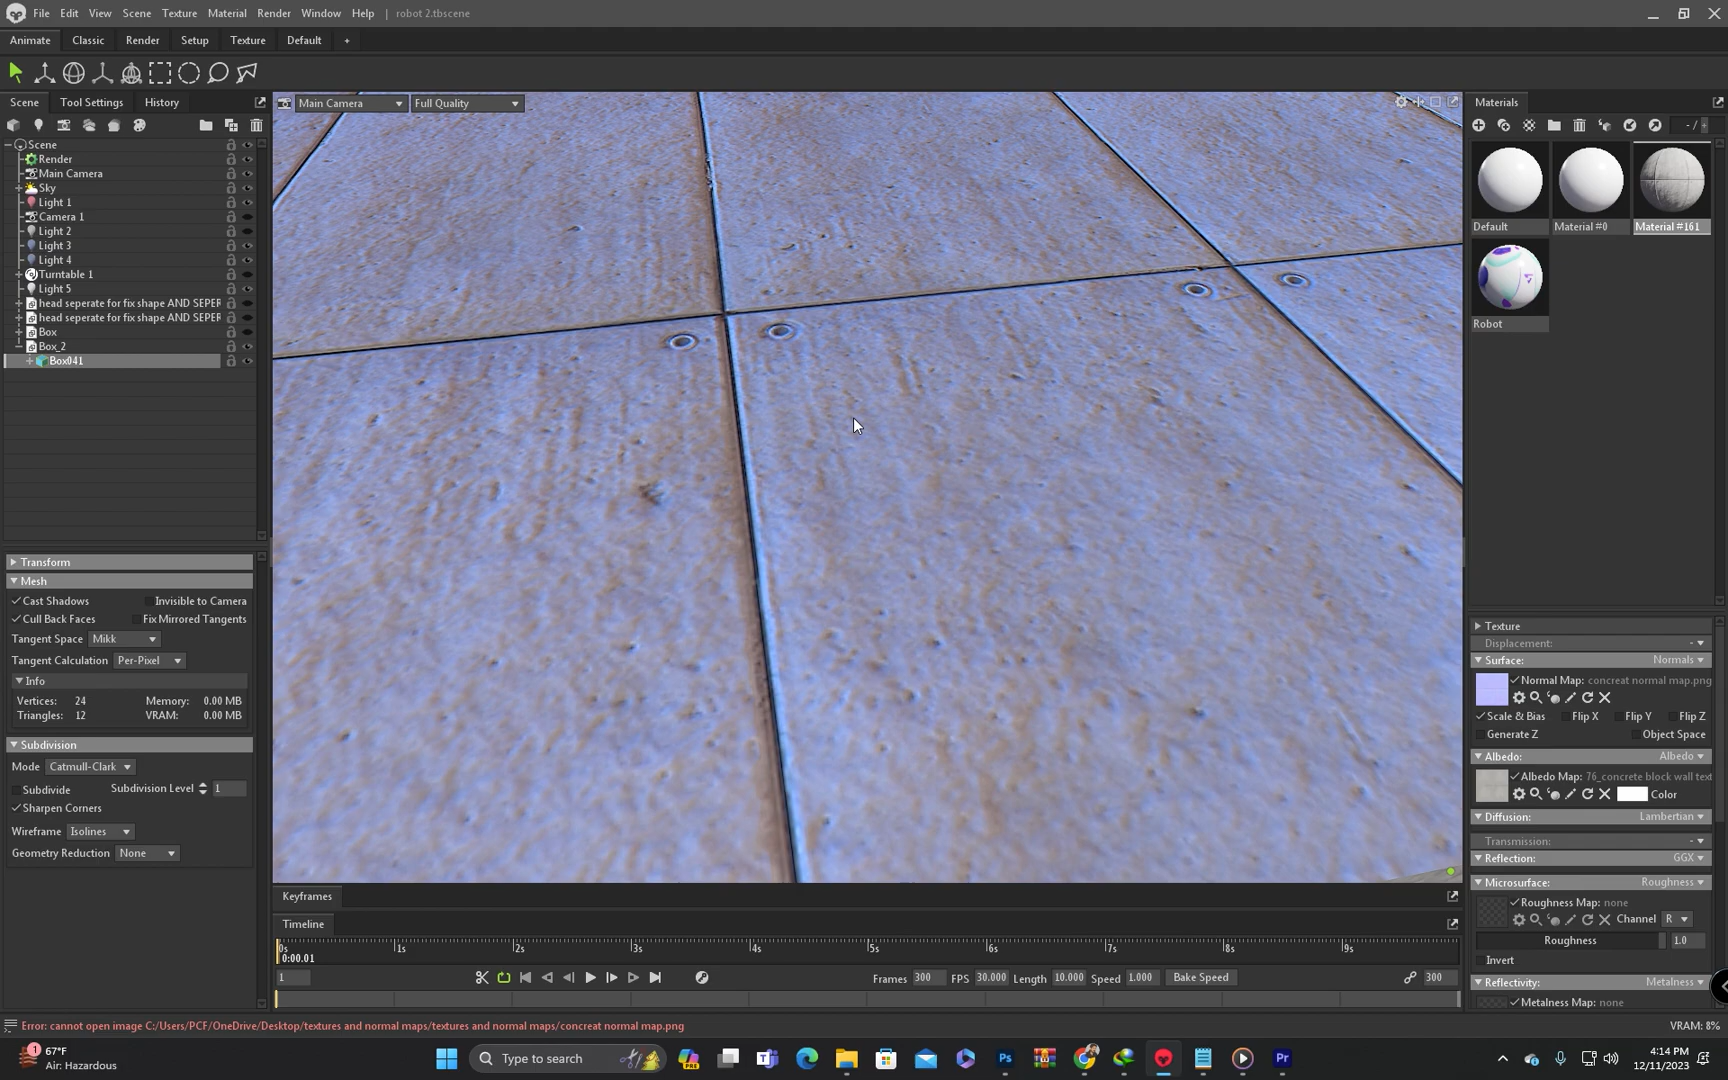 File Edit View Scene Texture Material Render Window Help robot 2.tbscene
Animate Classic Render Setup Texture Default +
Scene Tool Settings History
Main Camera Full Quality
Materials
Scene
Render
Main Camera
Sky
Light 1
Camera 1
Light 2
Light 3
Light 4
Turntable 1
Light 5
head seperate for fix shape AND SEPER
head seperate for fix shape AND SEPER
Box
Box_2
Box041
Default Material #0 Material #161
Robot
Transform
Mesh
Cast Shadows Invisible to Camera
Cull Back Faces Fix Mirrored Tangents
Tangent Space Mikk
Tangent Calculation Per-Pixel
Info
Vertices: 24 Memory: 0.00 MB
Triangles: 12 VRAM: 0.00 MB
Subdivision
Mode Catmull-Clark
Subdivide Subdivision Level 1
Sharpen Corners
Wireframe Isolines
Geometry Reduction None
Texture
Displacement: -
Surface: Normals
Normal Map: concreat normal map.png
Scale & Bias Flip X Flip Y Flip Z
Generate Z Object Space
Albedo: Albedo
Albedo Map: 76_concrete block wall text
Color
Diffusion: Lambertian
Transmission: -
Reflection: GGX
Microsurface: Roughness
Roughness Map: none
Channel R
Roughness 1.0
Invert
Reflectivity: Metalness
Metalness Map: none
Keyframes
Timeline
0s 1s 2s 3s 4s 5s 6s 7s 8s 9s
0:00.01
1 Frames 300 FPS 30.000 Length 10.000 Speed 1.000 Bake Speed 300
Error: cannot open image C:/Users/PCF/OneDrive/Desktop/textures and normal maps/textures and normal maps/concreat normal map.png VRAM: 8%
1 67°F
Air: Hazardous
Type to search
PRE
Ps
Pr
4:14 PM
12/11/2023